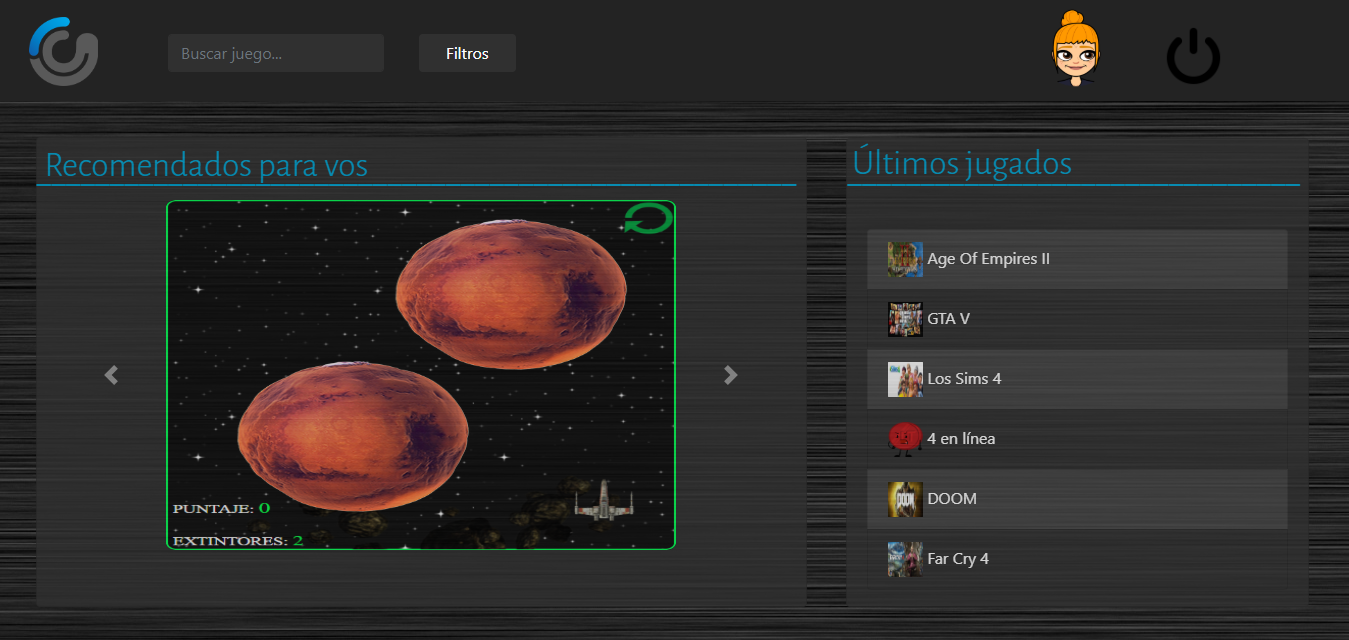 Buscar juego...
Filtros
Recomendados para vos
PUNTAJE: 0
EXTINTORES: 2
Últimos jugados
Age Of Empires II
GTA V
Los Sims 4
4 en línea
DOOM
DOOM
Far Cry 4